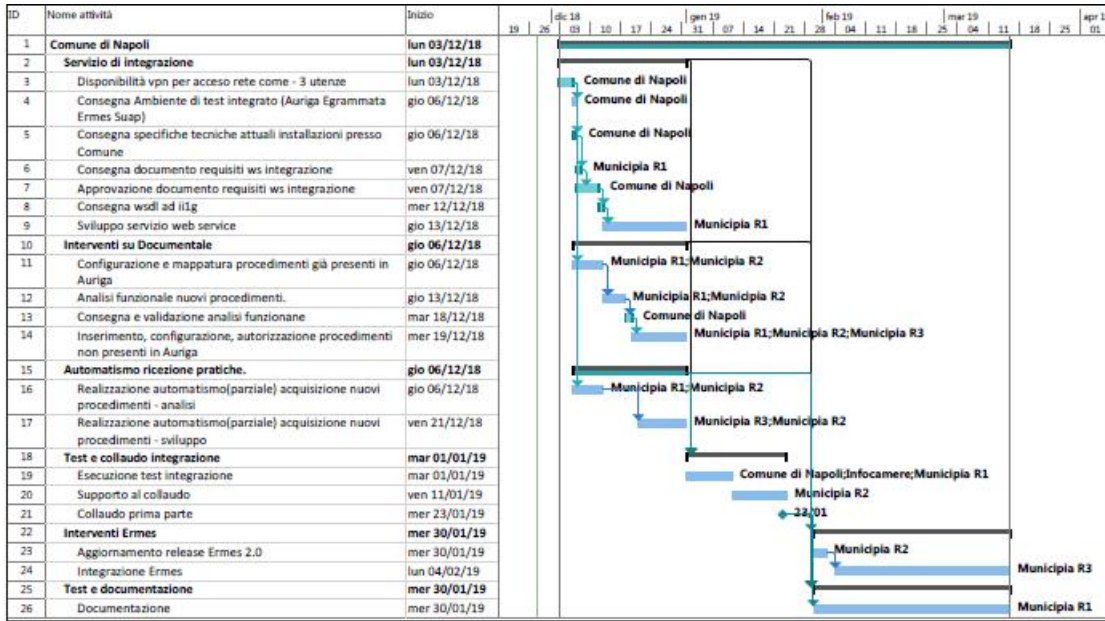 ID Nome attività Inizio dic 18 gen 19 feb 19 mar 19 apr 1
19 26 03 10 17 24 31 07 14 21 28 04 11 18 25 04 11 18 25 01
1 Comune di Napoli lun 03/12/18
2 Servizio di integrazione lun 03/12/18
3 Disponibilità vpn per acceso rete come - 3 utenze lun 03/12/18 Comune di Napoli
4 Consegna Ambiente di test integrato (Auriga Egrammata gio 06/12/18 Comune di Napoli
Ermes Suap)
5 Consegna specifiche tecniche attuali installazioni presso gio 06/12/18 Comune di Napoli
Comune
6 Consegna documento requisiti ws integrazione ven 07/12/18 Municipia R1
7 Approvazione documento requisiti ws integrazione ven 07/12/18 Comune di Napoli
8 Consegna wsdl ad ii1g mer 12/12/18
9 Sviluppo servizio web service gio 13/12/18 Municipia R1
10 Interventi su Documentale gio 06/12/18
11 Configurazione e mappatura procedimenti già presenti in gio 06/12/18 Municipia R1;Municipia R2
Auriga
12 Analisi funzionale nuovi procedimenti. gio 13/12/18 Municipia R1;Municipia R2
13 Consegna e validazione analisi funzionane mar 18/12/18 Comune di Napoli
14 Inserimento, configurazione, autorizzazione procedimenti mer 19/12/18 Municipia R1;Municipia R2;Municipia R3
non presenti in Auriga
15 Automatismo ricezione pratiche. gio 06/12/18
16 Realizzazione automatismo(parziale) acquisizione nuovi gio 06/12/18 Municipia R1;Municipia R2
procedimenti - analisi
17 Realizzazione automatismo(parziale) acquisizione nuovi ven 21/12/18 Municipia R3;Municipia R2
procedimenti - sviluppo
18 Test e collaudo integrazione mar 01/01/19
19 Esecuzione test integrazione mar 01/01/19 Comune di Napoli;Infocamere;Municipia R1
20 Supporto al collaudo ven 11/01/19 Municipia R2
21 Collaudo prima parte mer 23/01/19 23/01
22 Interventi Ermes mer 30/01/19
23 Aggiornamento release Ermes 2.0 mer 30/01/19 Municipia R2
24 Integrazione Ermes lun 04/02/19 Municipia R3
25 Test e documentazione mer 30/01/19
26 Documentazione mer 30/01/19 Municipia R1